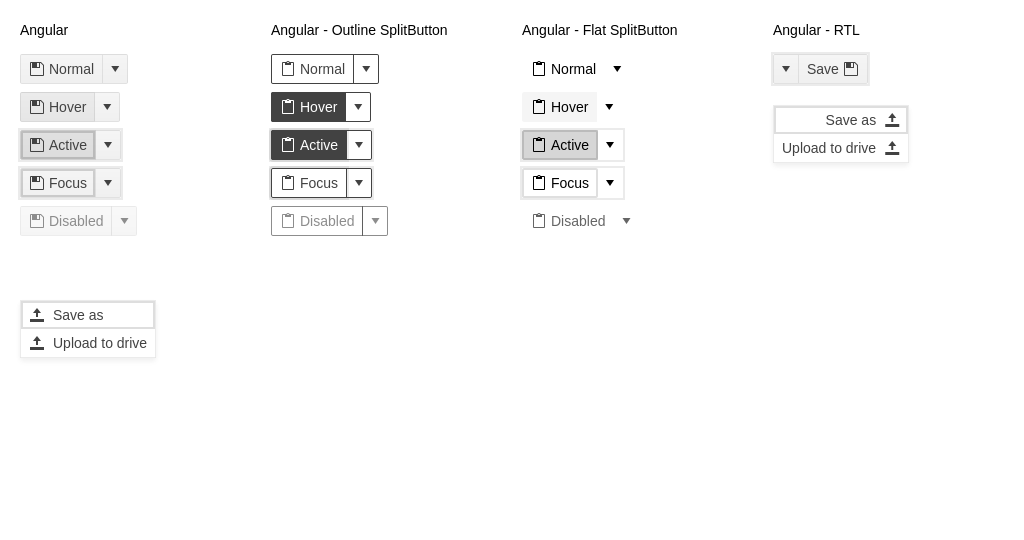 Angular
Normal
Hover
Active
Focus
Disabled
Save as
Upload to drive
Angular - Outline SplitButton
Normal
Hover
Active
Focus
Disabled
Angular - Flat SplitButton
Normal
Hover
Active
Focus
Disabled
Angular - RTL
Save
Save as
Upload to drive